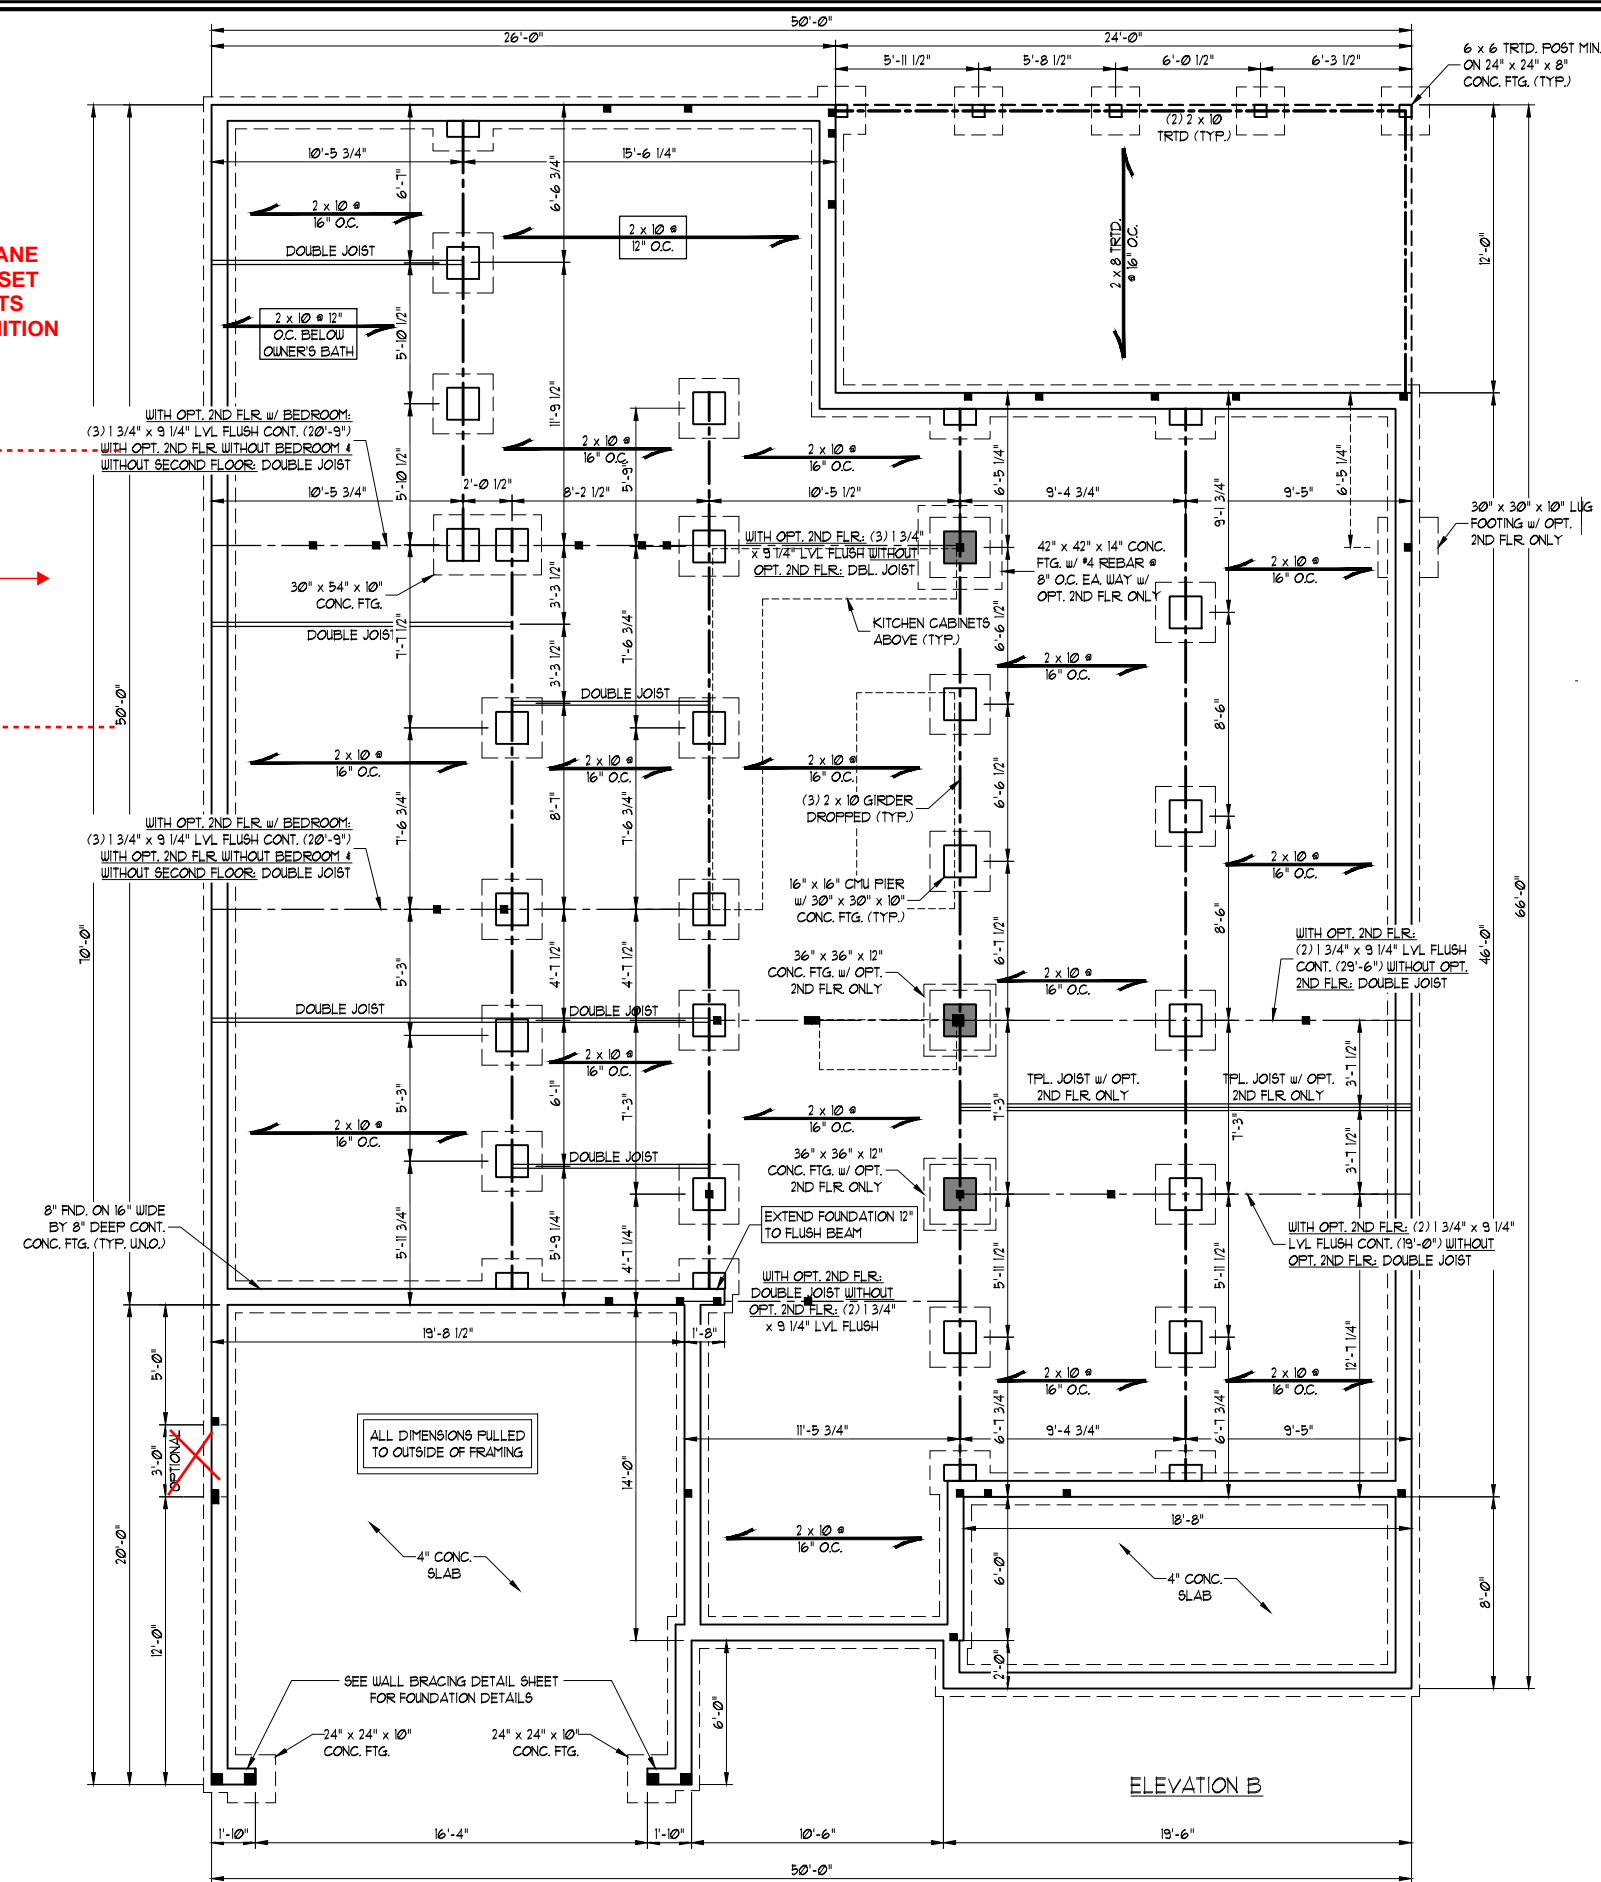 50'-0"
26'-0"
24'-0"
5'-11 1/2"
5'-8 1/2"
6'-0 1/2"
6'-3 1/2"
6 x 6 TRTD. POST MIN.
ON 24" x 24" x 8"
CONC. FTG. (TYP.)
(2) 2 x 10
TRTD (TYP.)
10'-5 3/4"
15'-6 1/4"
6'-7"
6'-6 3/4"
2 x 10 @
16" O.C.
2 x 10 @
12" O.C.
2 x 8 TRTD.
@ 16" O.C.
12'-0"
DOUBLE JOIST
ANE
SET
TS
NITION
2 x 10 @ 12"
O.C. BELOW
OWNER'S BATH
5'-10 1/2"
11'-9 1/2"
WITH OPT. 2ND FLR. w/ BEDROOM:
(3) 1 3/4" x 9 1/4" LVL FLUSH CONT. (20'-9")
WITH OPT. 2ND FLR. WITHOUT BEDROOM &
WITHOUT SECOND FLOOR: DOUBLE JOIST
5'-10 1/2"
2 x 10 @
16" O.C.
5'-9"
2 x 10 @
16" O.C.
6'-5 1/4"
9'-1 3/4"
6'-5 1/4"
10'-5 3/4"
2'-0 1/2"
8'-2 1/2"
10'-5 1/2"
9'-4 3/4"
9'-5"
30" x 30" x 10" LUG
FOOTING w/ OPT.
2ND FLR. ONLY
WITH OPT. 2ND FLR.: (3) 1 3/4"
x 9 1/4" LVL FLUSH WITHOUT
OPT. 2ND FLR.: DBL. JOIST
42" x 42" x 14" CONC.
FTG. w/ #4 REBAR @
8" O.C. EA. WAY w/
OPT. 2ND FLR. ONLY
2 x 10 @
16" O.C.
30" x 54" x 10"
CONC. FTG.
3'-3 1/2"
KITCHEN CABINETS
ABOVE (TYP.)
DOUBLE JOIST
7'-7 1/2"
3'-3 1/2"
7'-6 3/4"
6'-6 1/2"
2 x 10 @
16" O.C.
50'-0"
DOUBLE JOIST
8'-6"
2 x 10 @
16" O.C.
2 x 10 @
16" O.C.
2 x 10 @
16" O.C.
6'-6 1/2"
(3) 2 x 10 GIRDER
DROPPED (TYP.)
7'-6 3/4"
8'-7"
7'-6 3/4"
WITH OPT. 2ND FLR. w/ BEDROOM:
(3) 1 3/4" x 9 1/4" LVL FLUSH CONT. (20'-9")
WITH OPT. 2ND FLR. WITHOUT BEDROOM &
WITHOUT SECOND FLOOR: DOUBLE JOIST
2 x 10 @
16" O.C.
16" x 16" CMU PIER
w/ 30" x 30" x 10"
CONC. FTG. (TYP.)
66'-0"
70'-0"
8'-6"
46'-0"
6'-7 1/2"
WITH OPT. 2ND FLR.:
(2) 1 3/4" x 9 1/4" LVL FLUSH
CONT. (29'-6") WITHOUT OPT.
2ND FLR.: DOUBLE JOIST
5'-3"
4'-7 1/2"
4'-7 1/2"
36" x 36" x 12"
CONC. FTG. w/ OPT.
2ND FLR. ONLY
2 x 10 @
16" O.C.
DOUBLE JOIST
DOUBLE JOIST
2 x 10 @
16" O.C.
3'-7 1/2"
TPL. JOIST w/ OPT.
2ND FLR. ONLY
TPL. JOIST w/ OPT.
2ND FLR. ONLY
5'-3"
6'-1"
7'-3"
7'-3"
7'-3"
2 x 10 @
16" O.C.
2 x 10 @
16" O.C.
DOUBLE JOIST
36" x 36" x 12"
CONC. FTG. w/ OPT.
2ND FLR. ONLY
3'-7 1/2"
8" FND. ON 16" WIDE
BY 8" DEEP CONT.
CONC. FTG. (TYP. U.N.O.)
5'-11 3/4"
5'-9 1/4"
4'-7 1/4"
EXTEND FOUNDATION 12"
TO FLUSH BEAM
5'-11 1/2"
5'-11 1/2"
WITH OPT. 2ND FLR.: (2) 1 3/4" x 9 1/4"
LVL FLUSH CONT. (19'-0") WITHOUT
OPT. 2ND FLR.: DOUBLE JOIST
WITH OPT. 2ND FLR.:
DOUBLE JOIST WITHOUT
OPT. 2ND FLR.: (2) 1 3/4"
x 9 1/4" LVL FLUSH
19'-8 1/2"
1'-8"
12'-7 1/4"
5'-0"
2 x 10 @
16" O.C.
2 x 10 @
16" O.C.
6'-7 3/4"
6'-7 3/4"
ALL DIMENSIONS PULLED
TO OUTSIDE OF FRAMING
11'-5 3/4"
9'-4 3/4"
9'-5"
3'-0"
OPTIONAL
14'-0"
18'-8"
2 x 10 @
16" O.C.
20'-0"
4" CONC.
SLAB
6'-0"
4" CONC.
SLAB
8'-0"
12'-0"
2'-0"
SEE WALL BRACING DETAIL SHEET
FOR FOUNDATION DETAILS
6'-0"
24" x 24" x 10"
CONC. FTG.
24" x 24" x 10"
CONC. FTG.
ELEVATION B
1'-10"
16'-4"
1'-10"
10'-6"
19'-6"
50'-0"